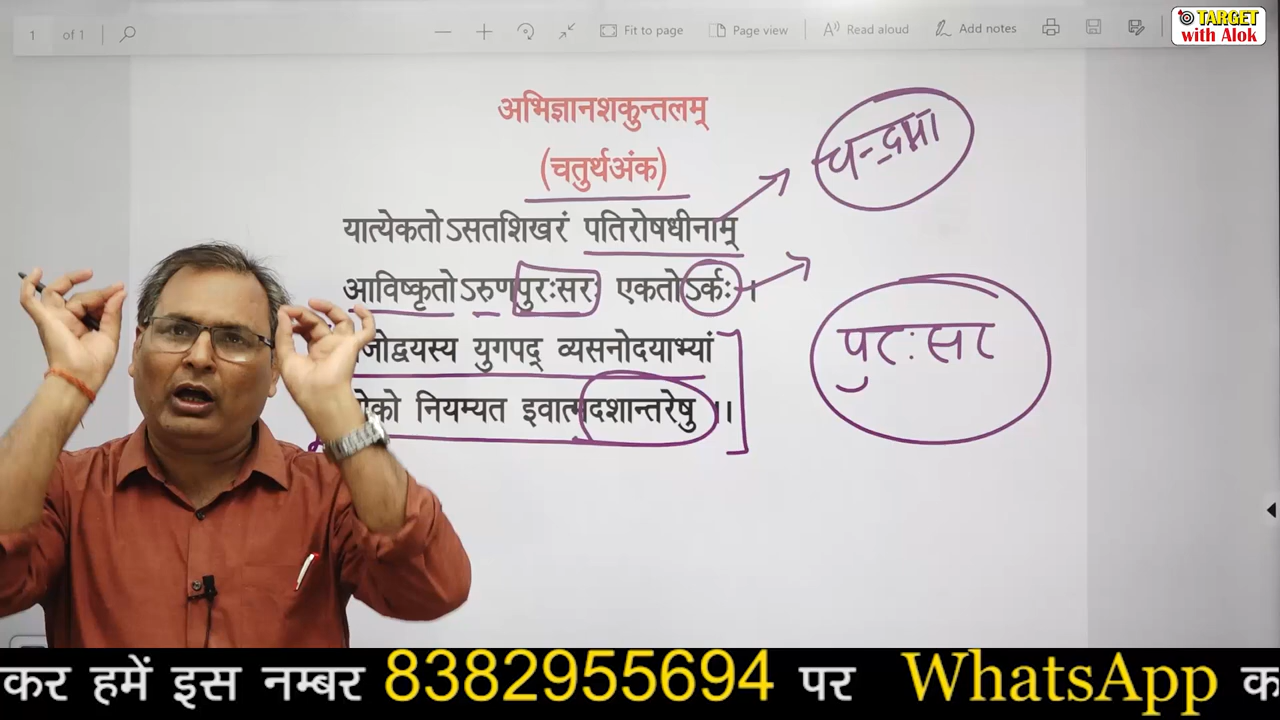 1 of 1 Fit to page Page view Read aloud Add notes
TARGET
with Alok
अभिज्ञानशकुन्तलम्
(चतुर्थअंक)
यात्येकतोऽसतशिखरं पतिरोषधीनाम्
आविष्कृतोऽरुणपुरःसरः एकतोऽर्कः ।
जोद्वयस्य युगपद् व्यसनोदयाभ्यां
को नियम्यत इवात्मदशान्तरेषु ।।
चन्द्रमा
पुरःसर
कर हमें इस नम्बर 8382955694 पर WhatsApp क